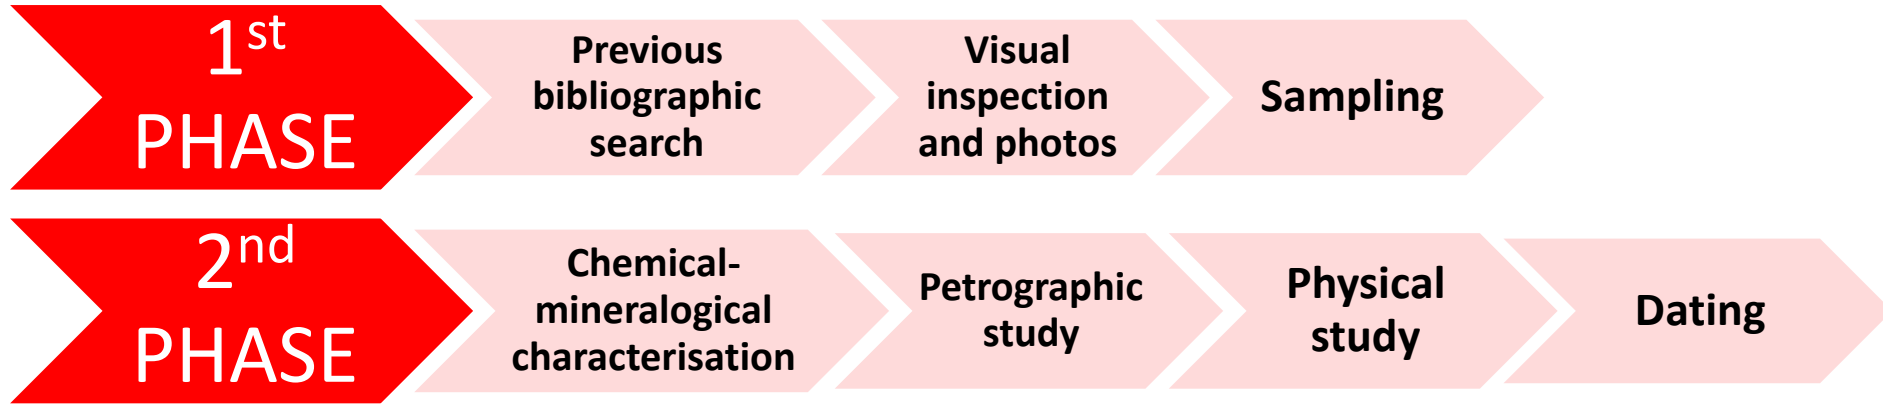 1st
PHASE
Previous
bibliographic
search
Visual
inspection
and photos
Sampling
2nd
PHASE
Chemical-
mineralogical
characterisation
Petrographic
study
Physical
study
Dating